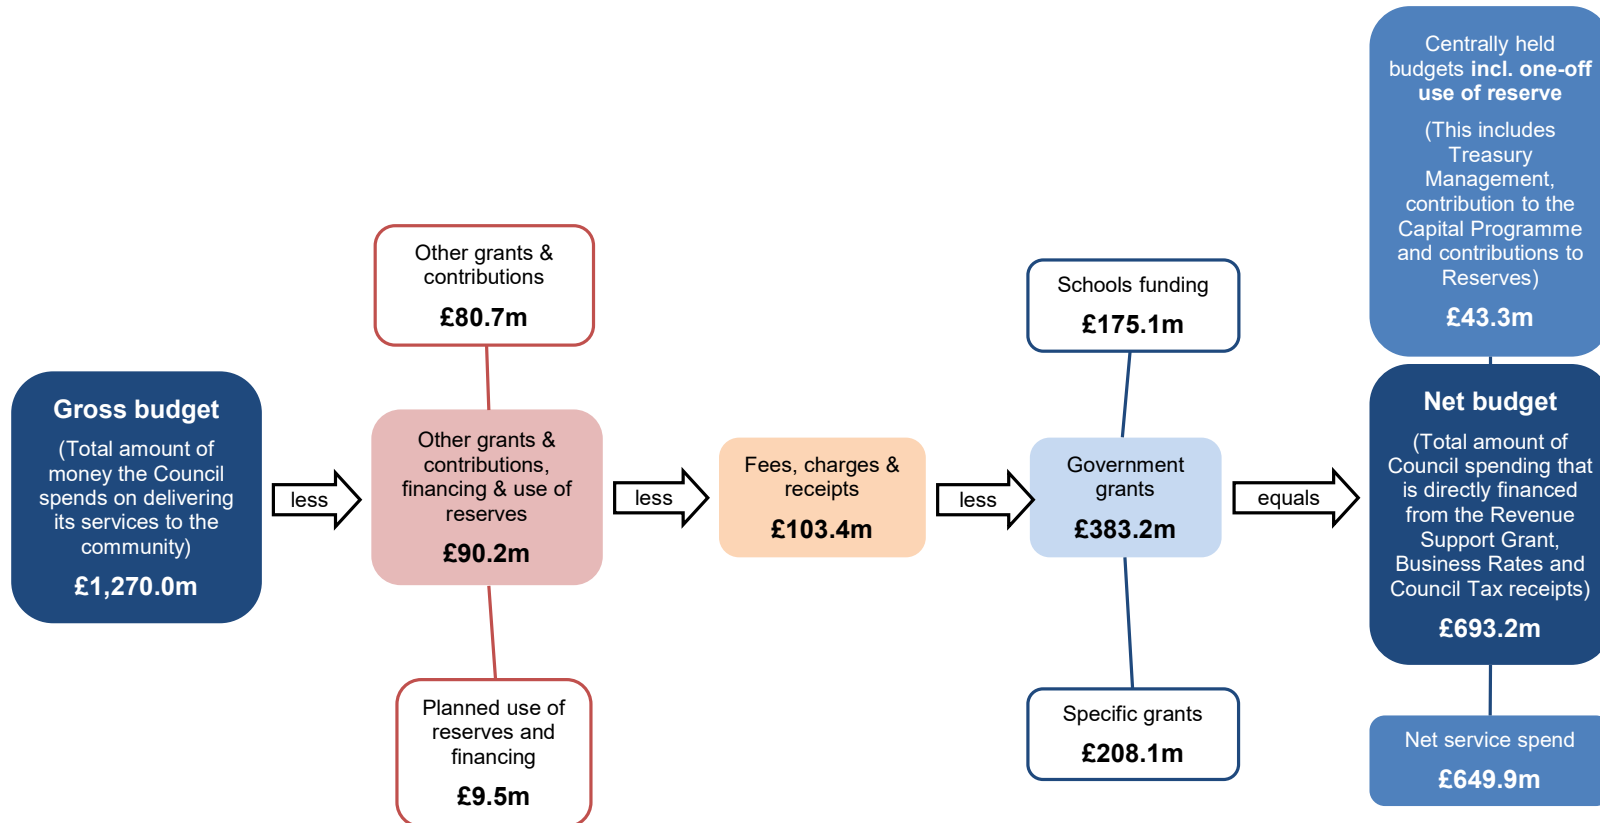 Gross budget
(Total amount of
money the Council
spends on delivering
its services to the
community)
£1,270.0m
less
Other grants &
contributions
£80.7m
Other grants &
contributions,
financing & use of
reserves
£90.2m
Planned use of
reserves and
financing
£9.5m
less
Fees, charges &
receipts
£103.4m
less
Schools funding
£175.1m
Government
grants
£383.2m
Specific grants
£208.1m
equals
Centrally held
budgets incl. one-off
use of reserve
(This includes
Treasury
Management,
contribution to the
Capital Programme
and contributions to
Reserves)
£43.3m
Net budget
(Total amount of
Council spending that
is directly financed
from the Revenue
Support Grant,
Business Rates and
Council Tax receipts)
£693.2m
Net service spend
£649.9m